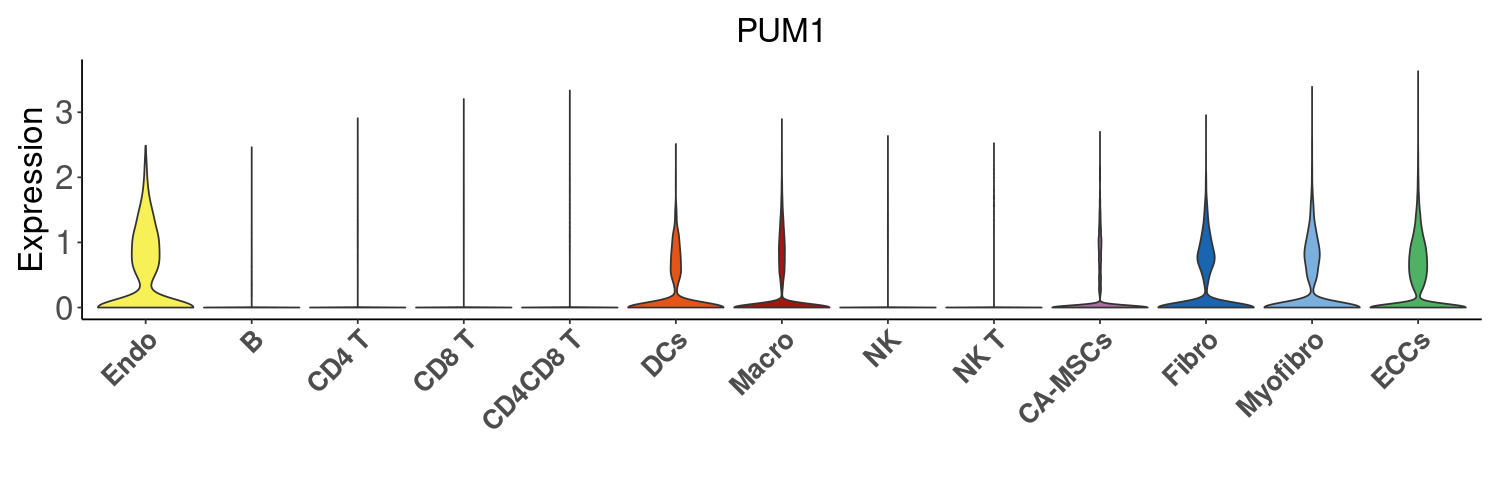 PUM1
Expression
3
2
1
0
Endo
B
CD4 T
CD8 T
CD4CD8 T
DCs
Macro
NK
NK T
CA-MSCs
Fibro
Myofibro
ECCs